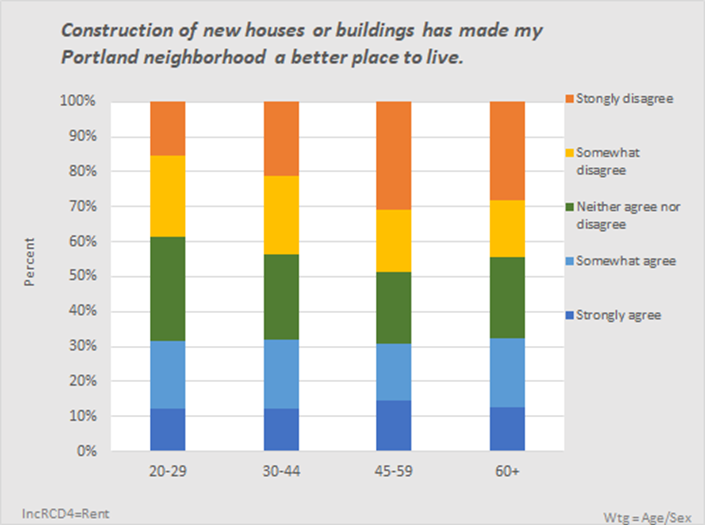 Construction of new houses or buildings has made my
Portland neighborhood a better place to live.
100%
90%
80%
70%
60%
50%
40%
30%
20%
10%
0%
Percent
20-29
30-44
45-59
60+
Stongly disagree
Somewhat
disagree
Neither agree nor
disagree
Somewhat agree
Strongly agree
IncRCD4=Rent
Wtg = Age/Sex